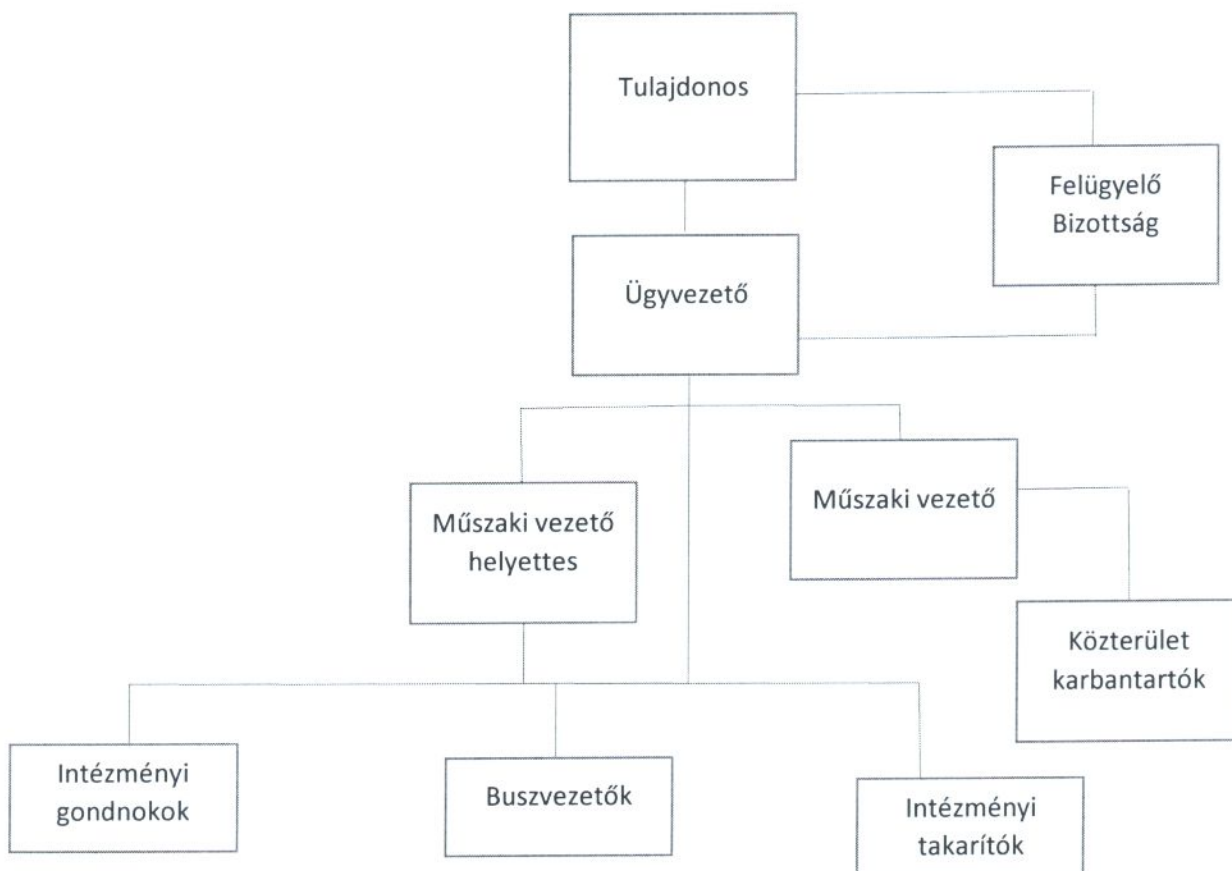 Tulajdonos
Felügyelő
Bizottság
Ügyvezető
Műszaki vezető
helyettes
Műszaki vezető
Közterület
karbantartók
Intézményi
gondnokok
Buszvezetők
Intézményi
takarítók